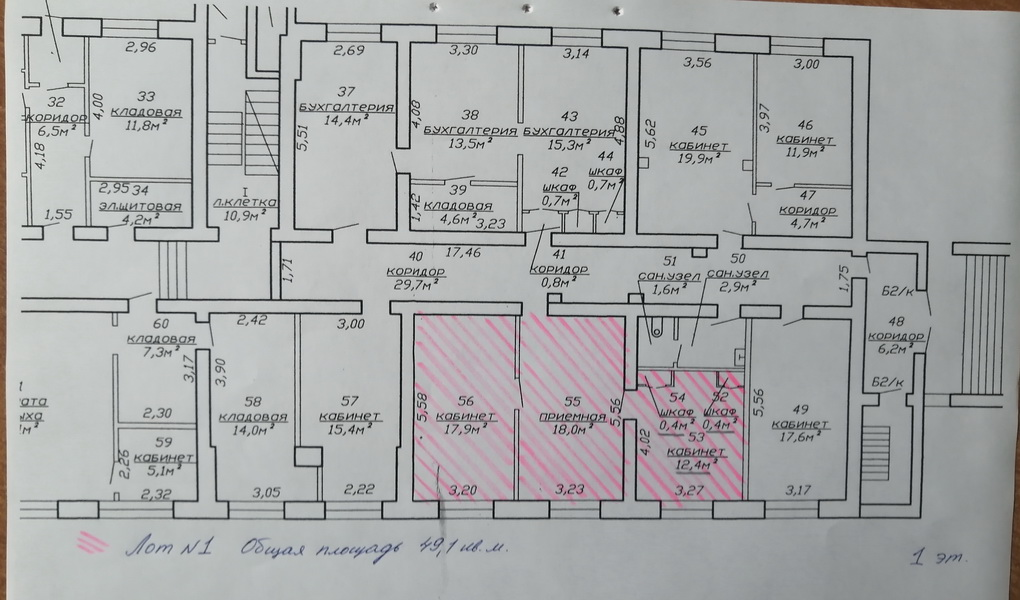 2,96
2,69
3,30
3,14
3,56
3,00
32
коридор
6,5м²
4,00
33
кладовая
11,8м²
4,18
37
бухгалтерия
14,4м²
5,51
4,08
38
бухгалтерия
13,5м²
43
бухгалтерия
15,3м²
4,88
5,62
45
кабинет
19,9м²
3,97
46
кабинет
11,9м²
2,95
34
эл.щитовая
4,2м²
1,55
I
л.клетка
10,9м²
39
кладовая
4,6м²
1,42
3,23
42
шкаф
0,7м²
44
шкаф
0,7м²
47
коридор
4,7м²
1,71
17,46
40
коридор
29,7м²
41
коридор
0,8м²
51
сан.узел
1,6м²
50
сан.узел
2,9м²
1,75
Б2/к
48
коридор
6,2м²
Б2/к
60
кладовая
7,3м²
2,42
3,00
3,17
3,90
2,30
58
кладовая
14,0м²
57
кабинет
15,4м²
5,58
56
кабинет
17,9м²
55
приемная
18,0м²
5,56
54
шкаф
0,4м²
52
шкаф
0,4м²
53
кабинет
12,4м²
4,02
5,56
49
кабинет
17,6м²
59
кабинет
5,1м²
2,26
2,32
3,05
2,22
3,20
3,23
3,27
3,17
Лот N1 Общая площадь 49,1 кв.м.
1 эт.